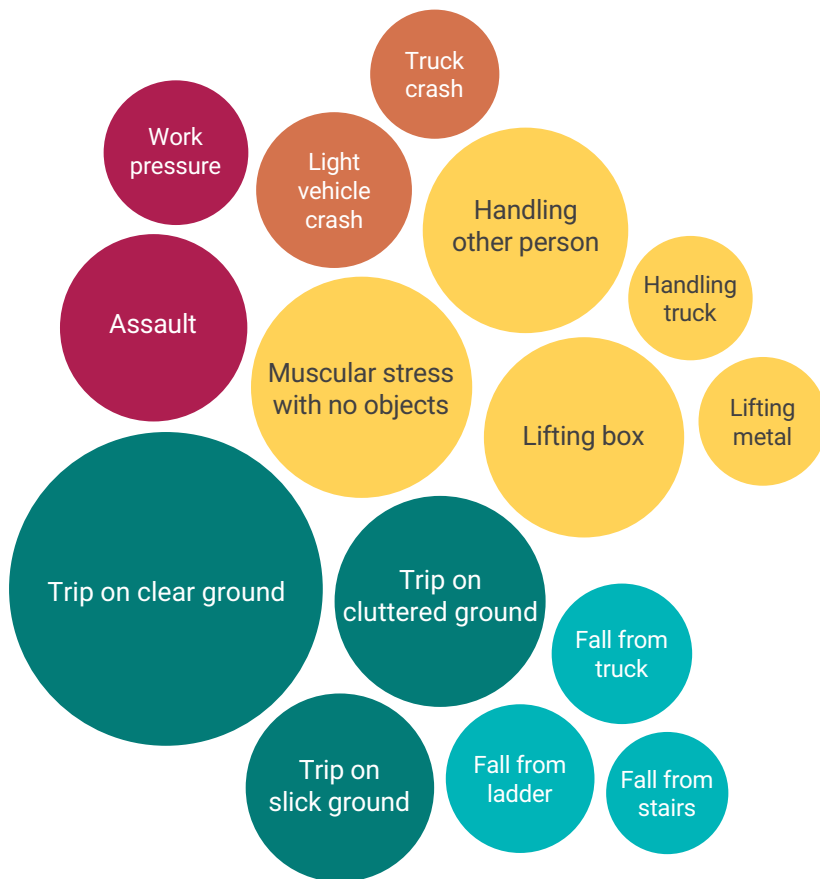 Truck
crash
Work
pressure
Light
vehicle
crash
Handling
other person
Handling
truck
Assault
Muscular stress
with no objects
Lifting box
Lifting
metal
Trip on clear ground
Trip on
cluttered ground
Fall from
truck
Trip on
slick ground
Fall from
ladder
Fall from
stairs